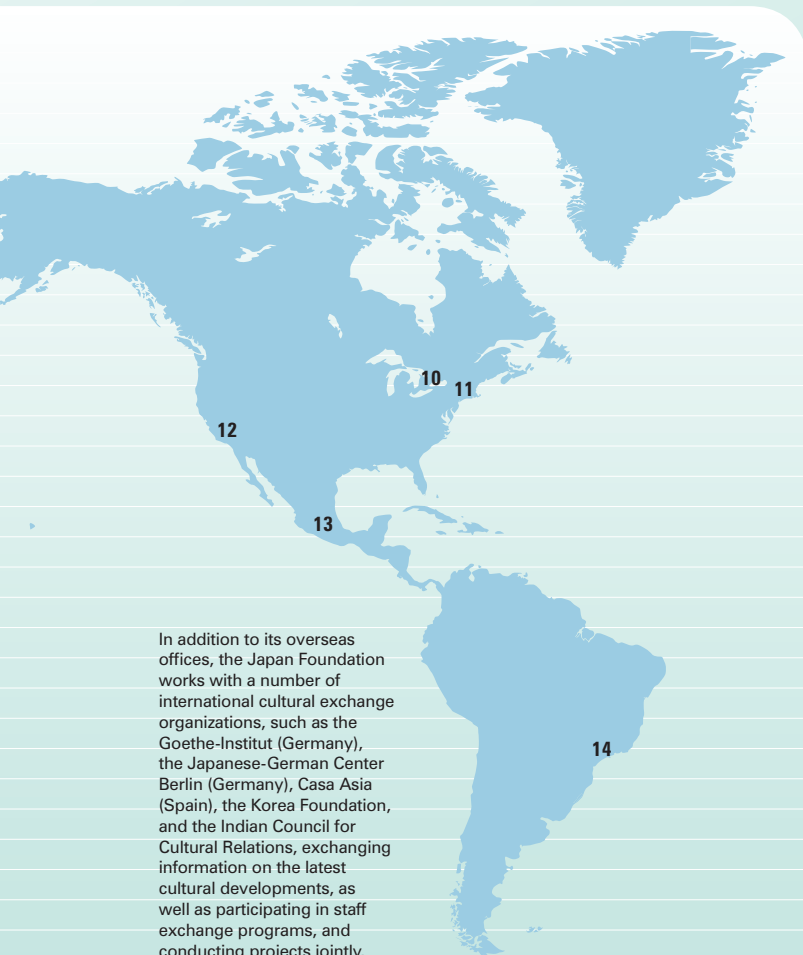 10
11
12
13
In addition to its overseas
offices, the Japan Foundation
works with a number of
international cultural exchange
organizations, such as the
Goethe-Institut (Germany),
the Japanese-German Center
Berlin (Germany), Casa Asia
(Spain), the Korea Foundation,
and the Indian Council for
Cultural Relations, exchanging
information on the latest
cultural developments, as
well as participating in staff
exchange programs, and
conducting projects jointly
14